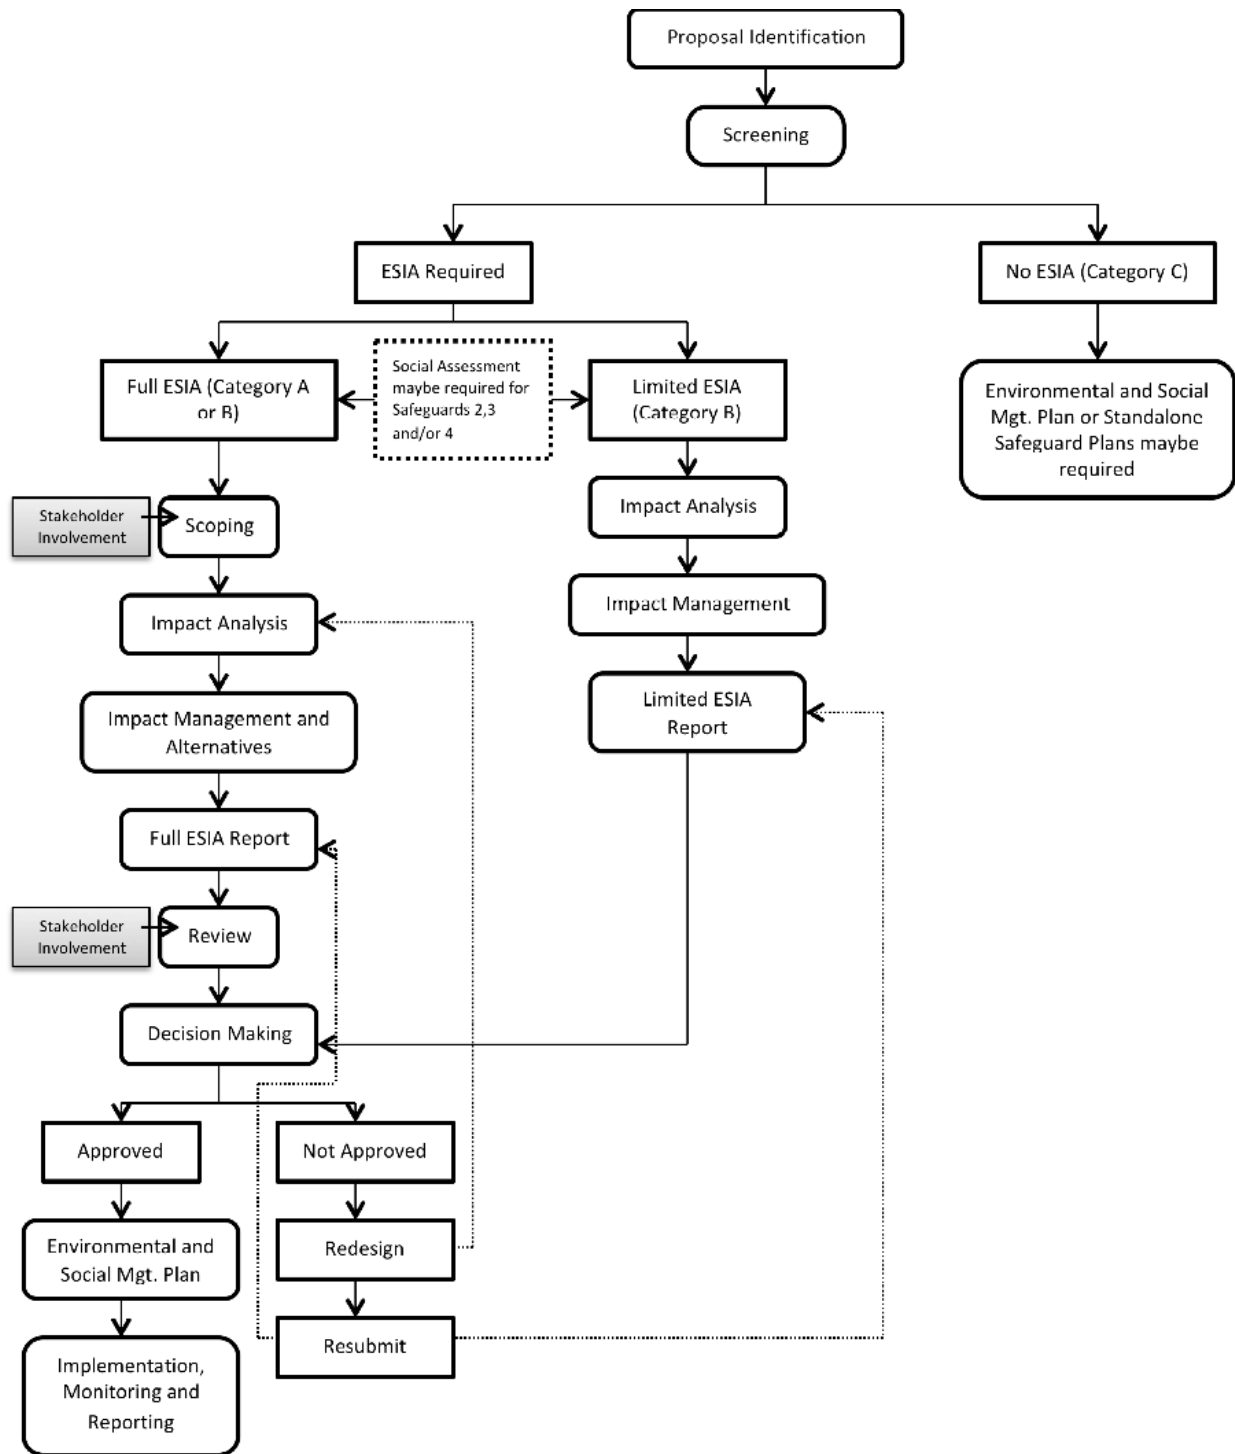 Proposal Identification
Screening
ESIA Required
No ESIA (Category C)
Full ESIA (Category A
or B)
Social Assessment
maybe required for
Safeguards 2,3
and/or 4
Limited ESIA
(Category B)
Environmental and Social
Mgt. Plan or Standalone
Safeguard Plans maybe
required
Stakeholder
Involvement
Scoping
Impact Analysis
Impact Analysis
Impact Management
Impact Management and
Alternatives
Limited ESIA
Report
Full ESIA Report
Stakeholder
Involvement
Review
Decision Making
Approved
Not Approved
Environmental and
Social Mgt. Plan
Redesign
Resubmit
Implementation,
Monitoring and
Reporting